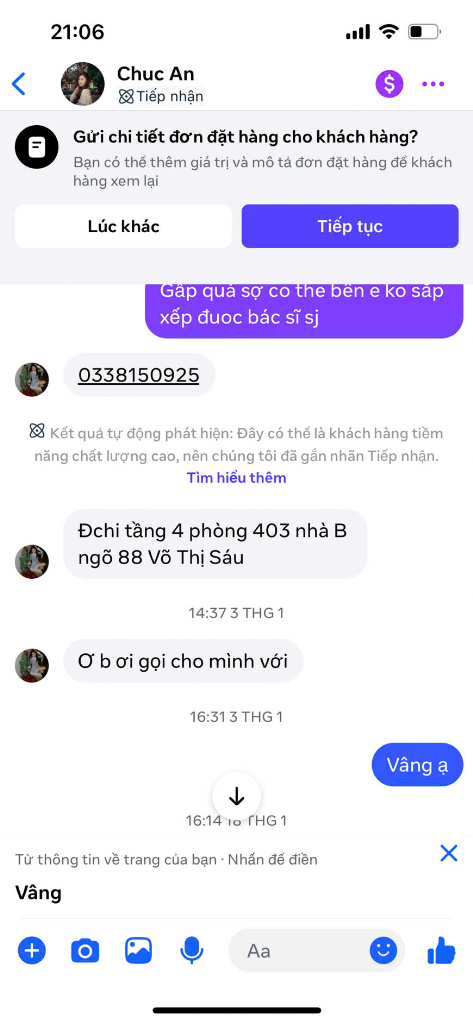 21:06
Chuc An
Tiếp nhận
Gửi chi tiết đơn đặt hàng cho khách hàng?
Bạn có thể thêm giá trị và mô tả đơn đặt hàng để khách
hàng xem lại
Lúc khác
Tiếp tục
Gấp quá sợ có the bên e ko sắp
xếp đuoc bác sĩ sj
0338150925
Kết quả tự động phát hiện: Đây có thể là khách hàng tiềm
năng chất lượng cao, nên chúng tôi đã gắn nhãn Tiếp nhận.
Tìm hiểu thêm
Đchi tầng 4 phòng 403 nhà B
ngõ 88 Võ Thị Sáu
14:37 3 THG 1
Ơ b ơi gọi cho mình với
16:31 3 THG 1
Vâng ạ
16:14 18 THG 1
Từ thông tin về trang của bạn · Nhấn để điền
Vâng
Aa